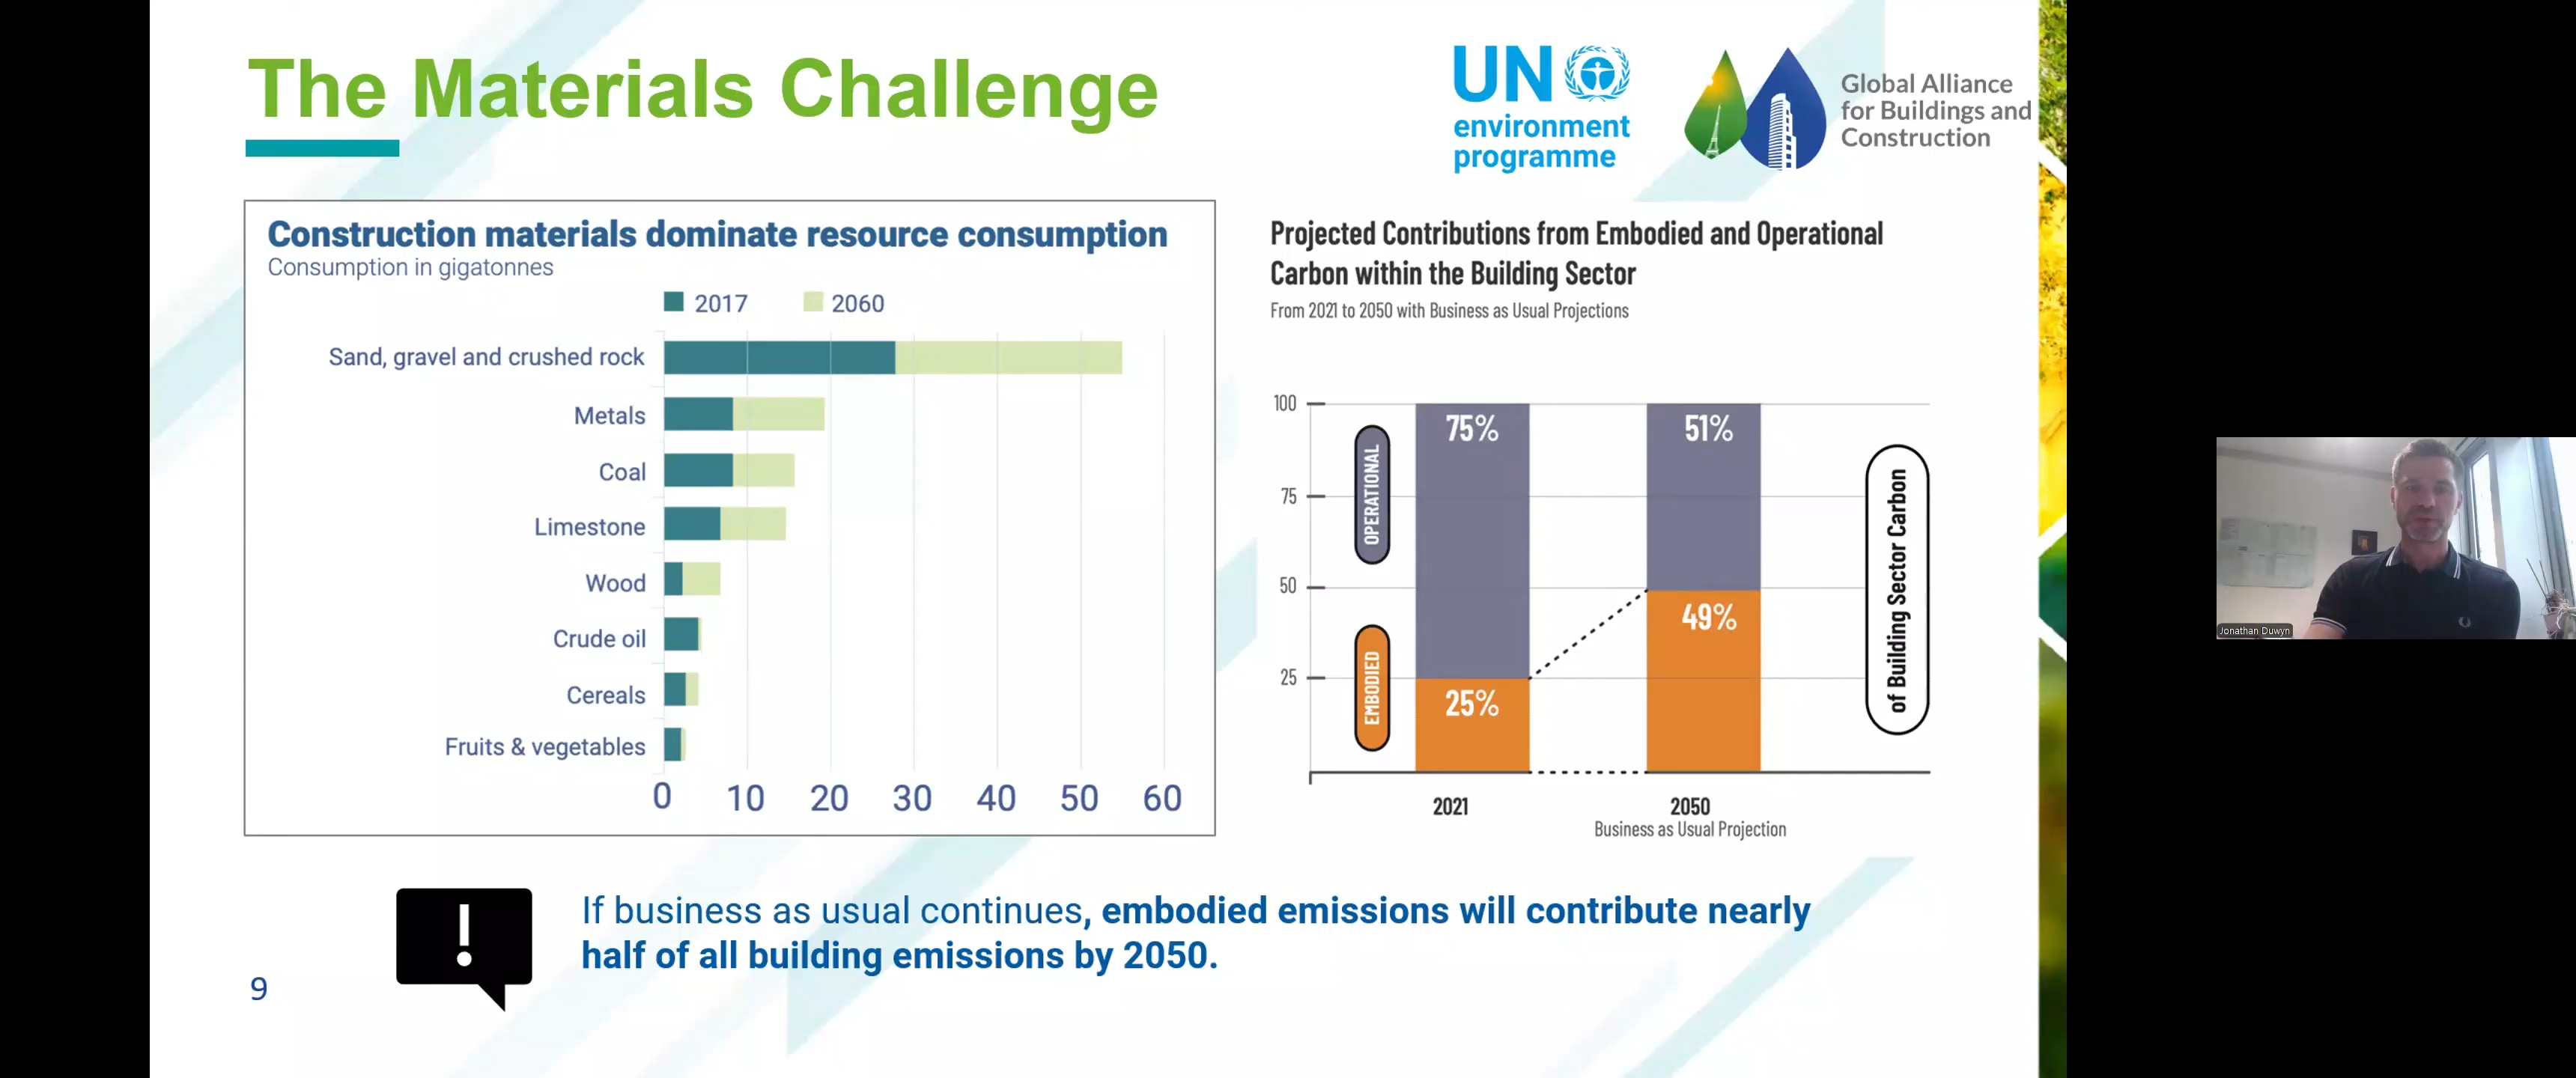 The Materials Challenge
UN
environment
programme
Global Alliance
for Buildings and
Construction
Construction materials dominate resource consumption
Consumption in gigatonnes
2017
2060
Sand, gravel and crushed rock
Metals
Coal
Limestone
Wood
Crude oil
Cereals
Fruits & vegetables
0 10 20 30 40 50 60
Projected Contributions from Embodied and Operational
Carbon within the Building Sector
From 2021 to 2050 with Business as Usual Projections
100
75
50
25
OPERATIONAL
EMBODIED
75%
51%
49%
25%
of Building Sector Carbon
2021
2050
Business as Usual Projection
If business as usual continues, embodied emissions will contribute nearly
half of all building emissions by 2050.
!
9
Jonathan Duwyn